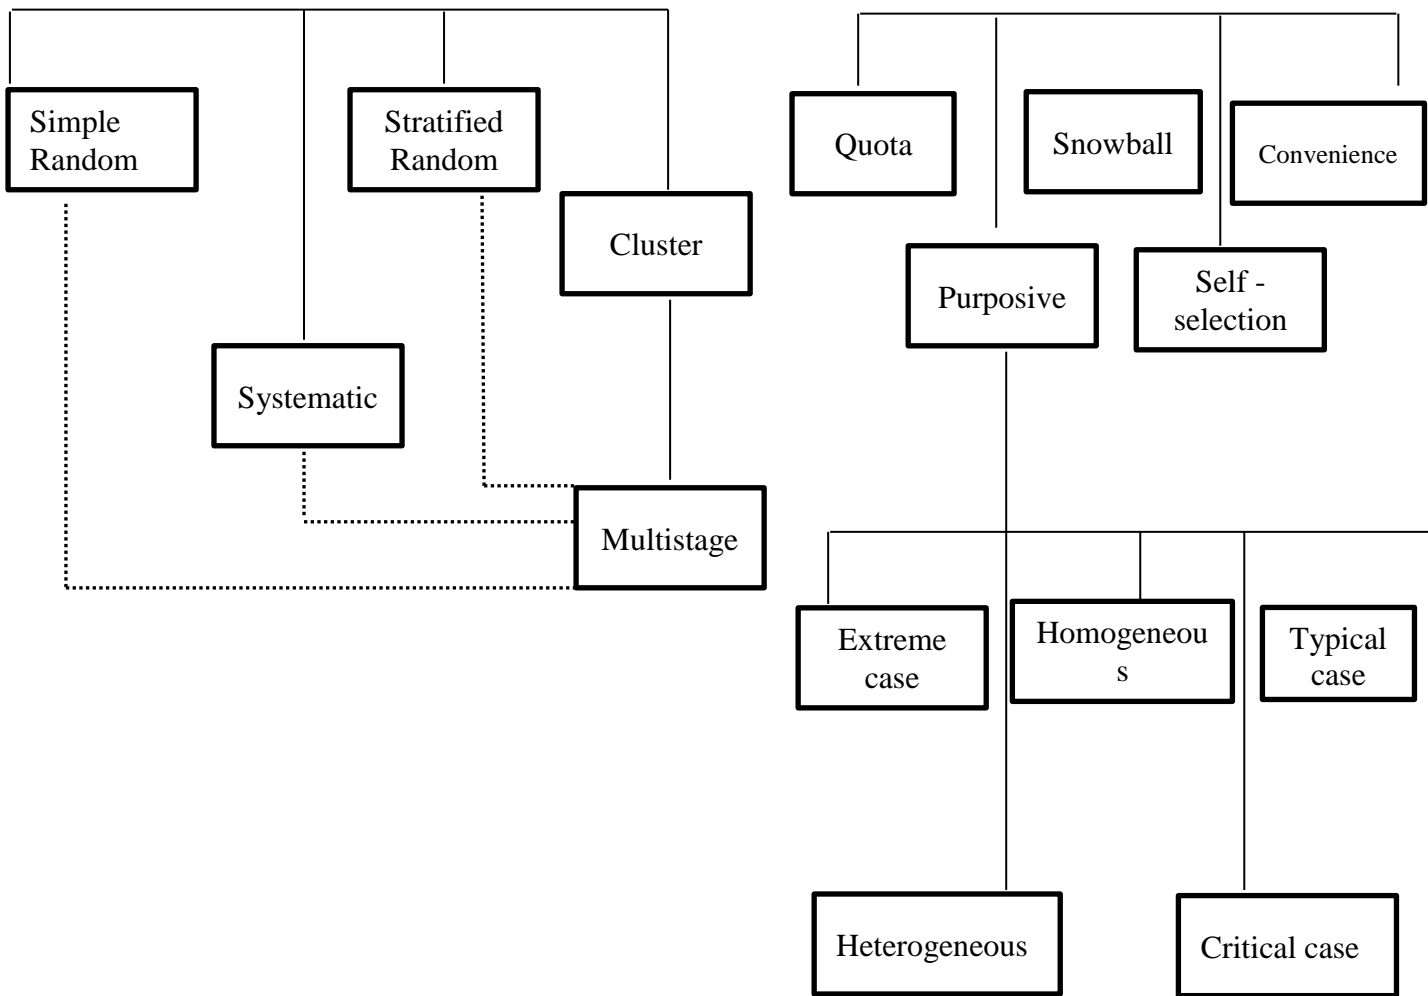 Simple
Random
Stratified
Random
Cluster
Systematic
Multistage
Quota
Snowball
Convenience
Purposive
Self -
selection
Extreme
case
Homogeneou
s
Typical
case
Heterogeneous
Critical case